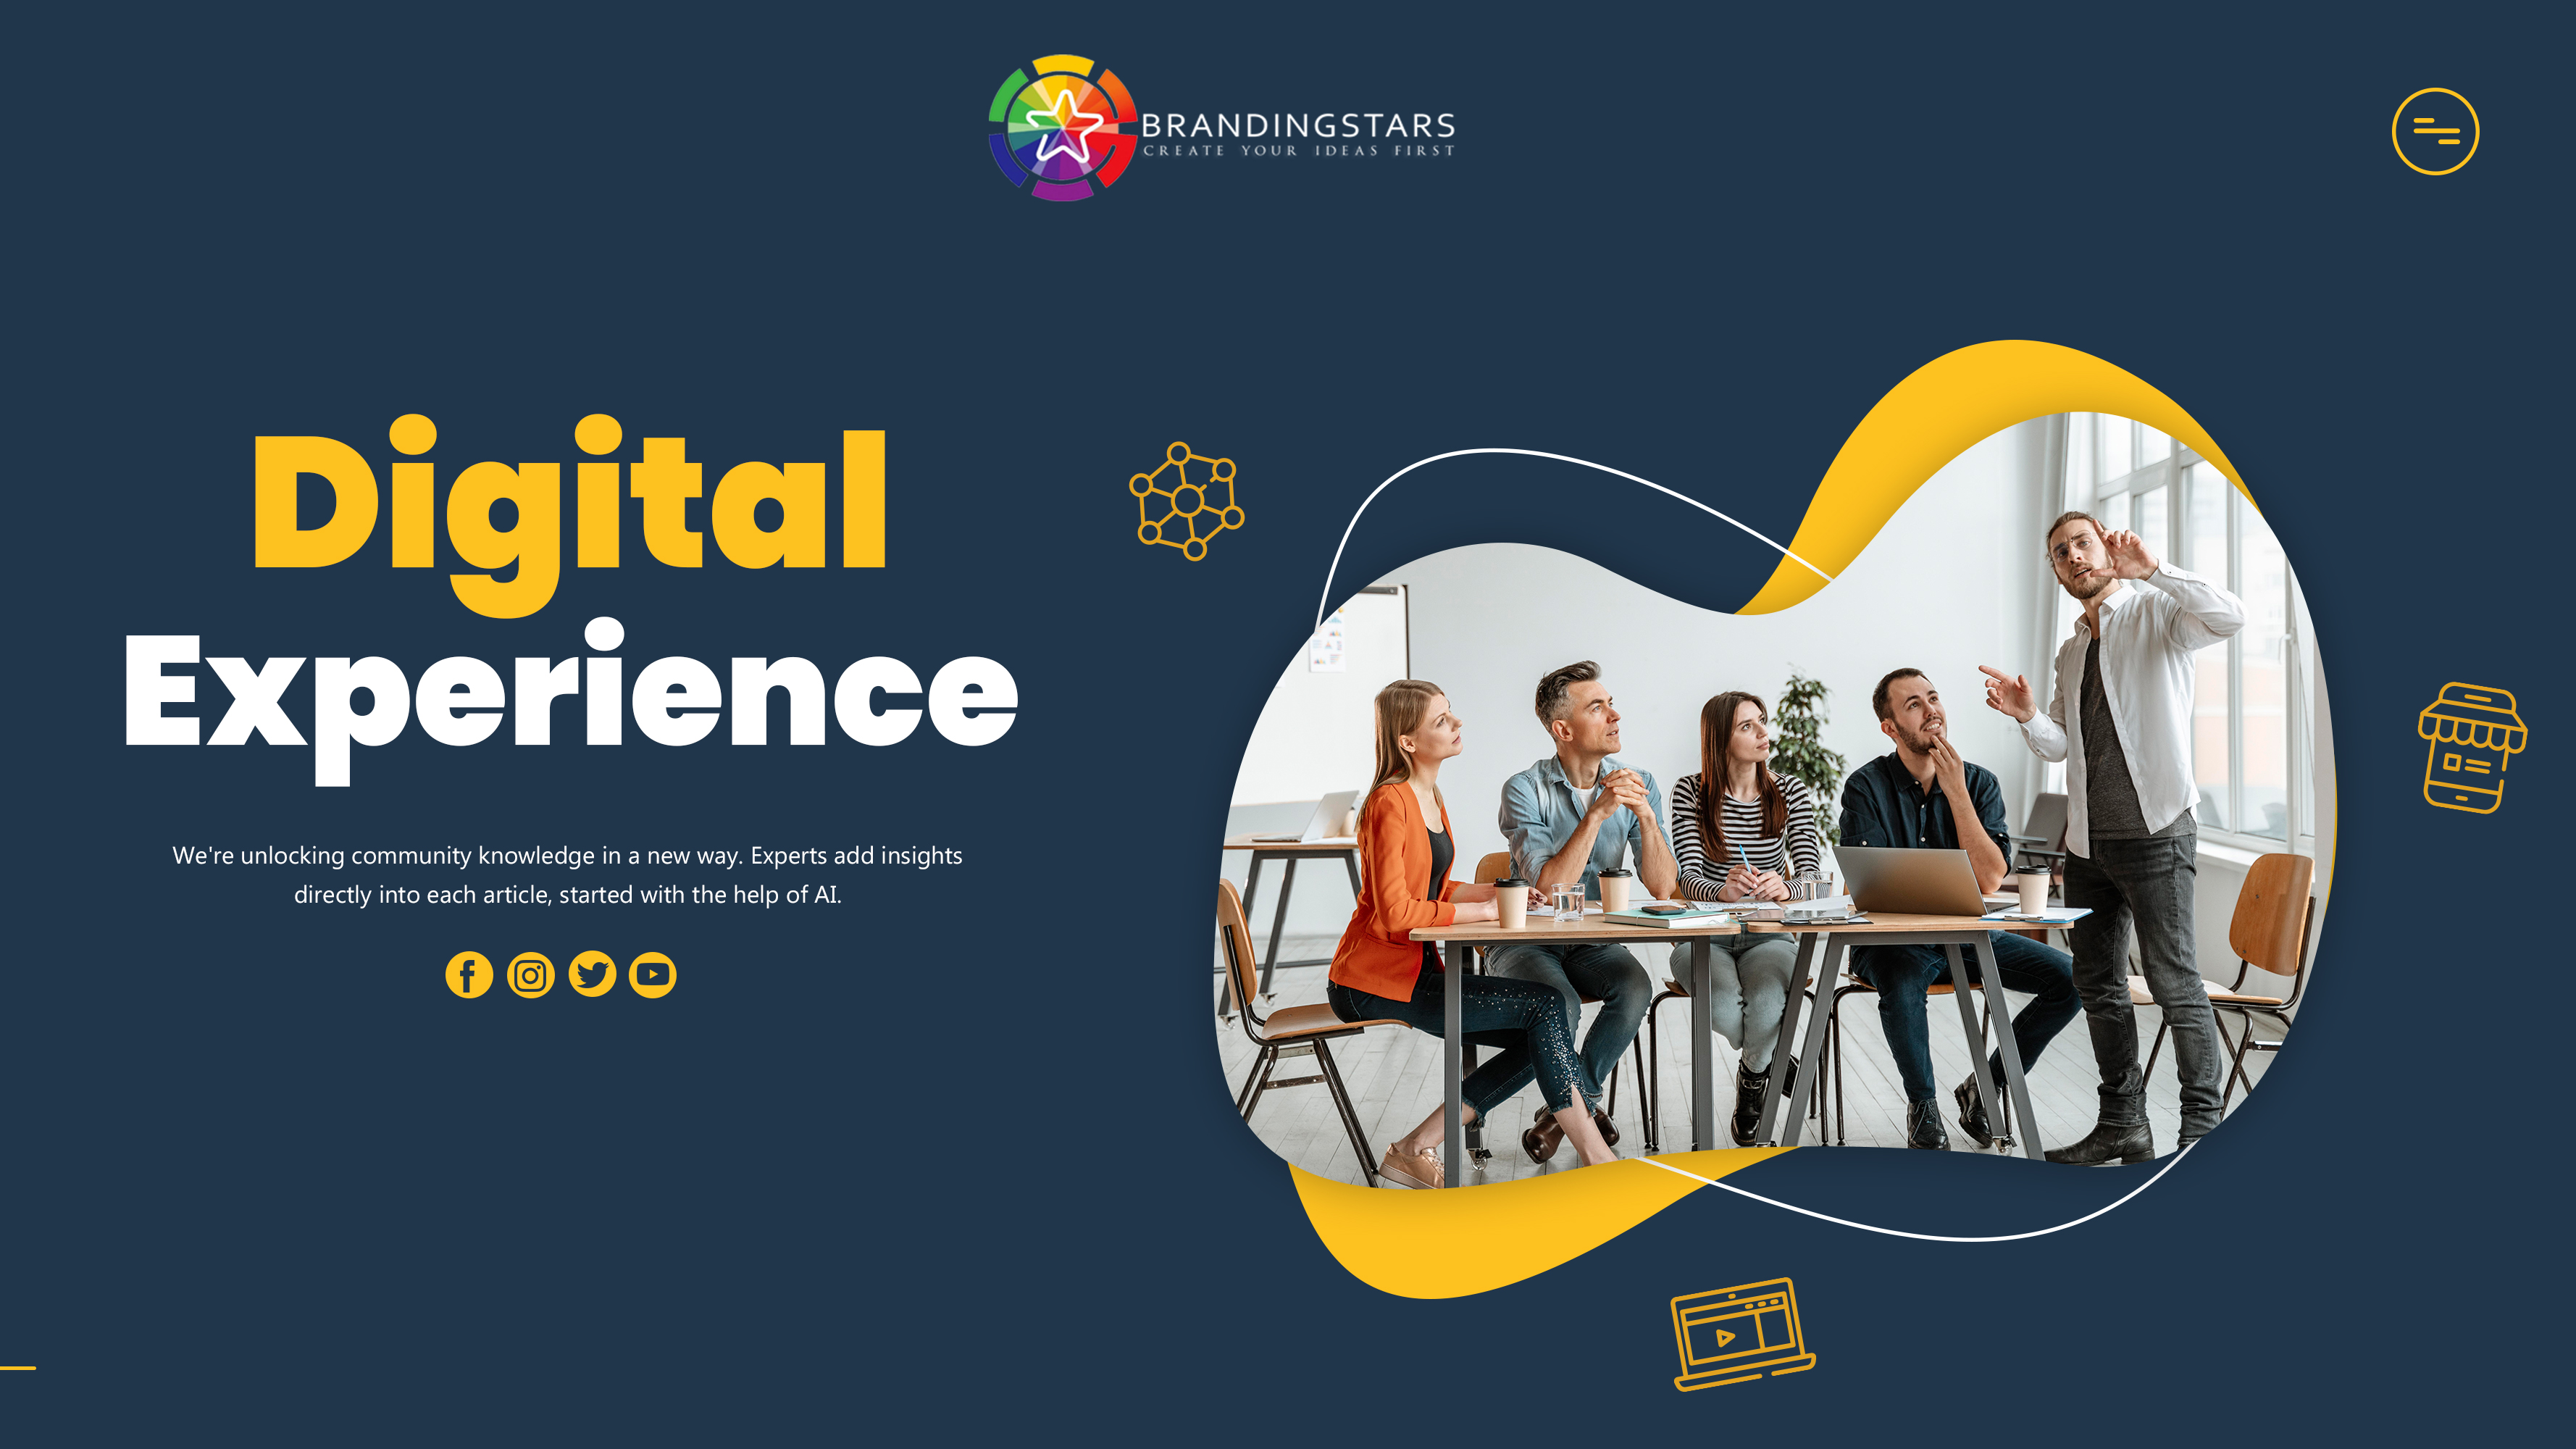 BRANDINGSTARS
CREATE YOUR IDEAS FIRST
Digital
Experience
We're unlocking community knowledge in a new way. Experts add insights
directly into each article, started with the help of AI.